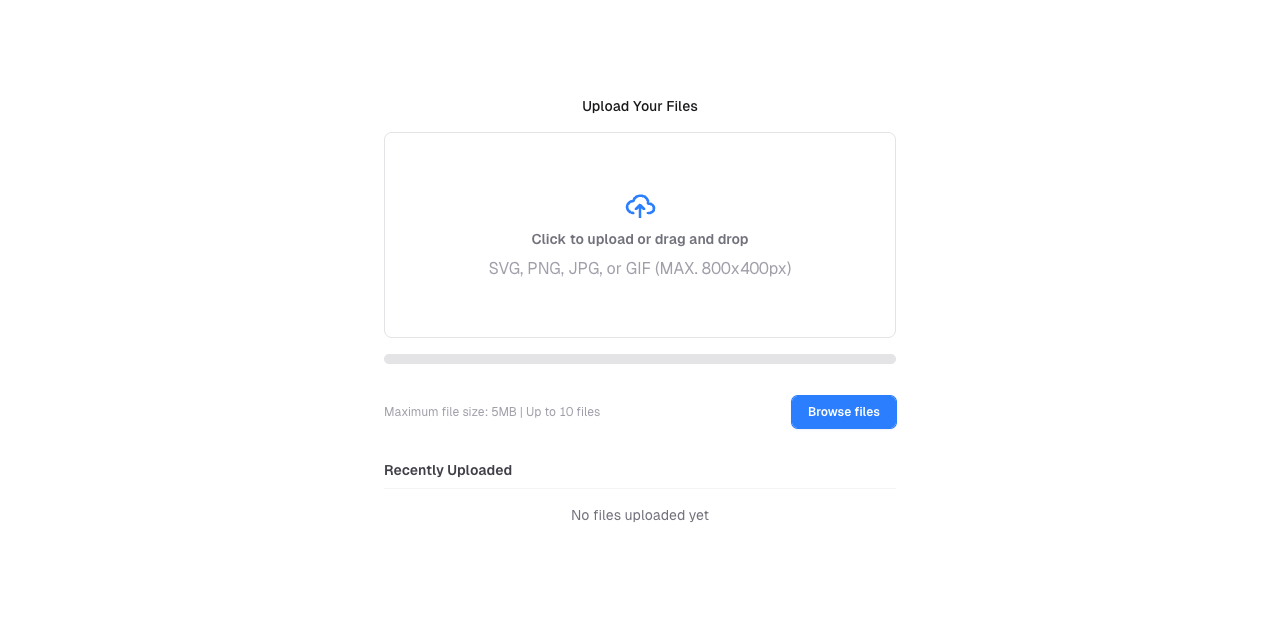 Upload Your Files
Click to upload or drag and drop
SVG, PNG, JPG, or GIF (MAX. 800x400px)
Maximum file size: 5MB | Up to 10 files
Browse files
Recently Uploaded
No files uploaded yet